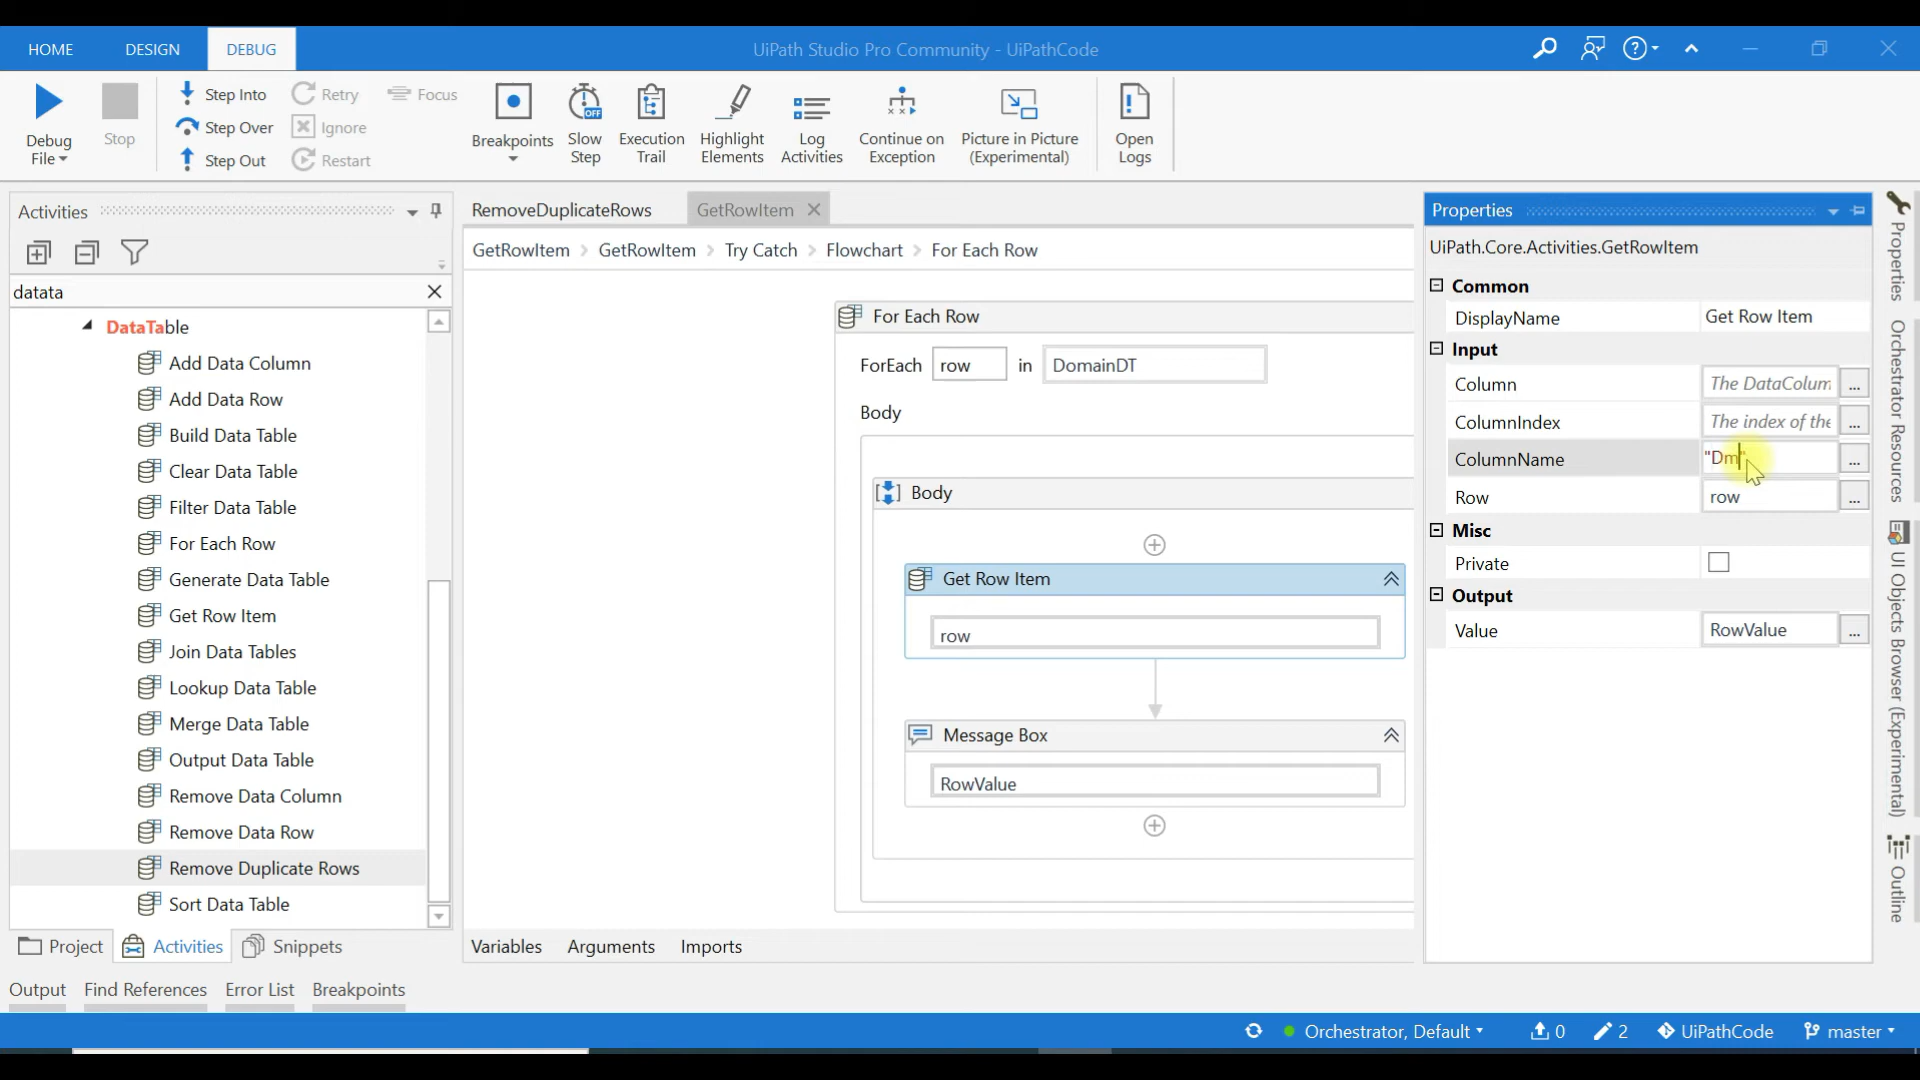 HOME DESIGN DEBUG UiPath Studio Pro Community - UiPathCode
Debug File
Stop
Step Into
Step Over
Step Out
Retry
Ignore
Restart
Focus
Breakpoints
Slow Step
Execution Trail
Highlight Elements
Log Activities
Continue on Exception
Picture in Picture (Experimental)
Open Logs
OFF
Activities
datata
DataTable
Add Data Column
Add Data Row
Build Data Table
Clear Data Table
Filter Data Table
For Each Row
Generate Data Table
Get Row Item
Join Data Tables
Lookup Data Table
Merge Data Table
Output Data Table
Remove Data Column
Remove Data Row
Remove Duplicate Rows
Sort Data Table
Project Activities Snippets
RemoveDuplicateRows GetRowItem
GetRowItem GetRowItem Try Catch Flowchart For Each Row
For Each Row
ForEach row in DomainDT
Body
Body
Get Row Item
row
Message Box
RowValue
Variables Arguments Imports
Properties
UiPath.Core.Activities.GetRowItem
Common
DisplayName Get Row Item
Input
Column The DataColum ...
ColumnIndex The index of the ...
ColumnName "Dm" ...
Row row ...
Misc
Private
Output
Value RowValue ...
Properties
Orchestrator Resources
UI Objects Browser (Experimental)
Outline
Output Find References Error List Breakpoints
Orchestrator, Default 0 2 UiPathCode master